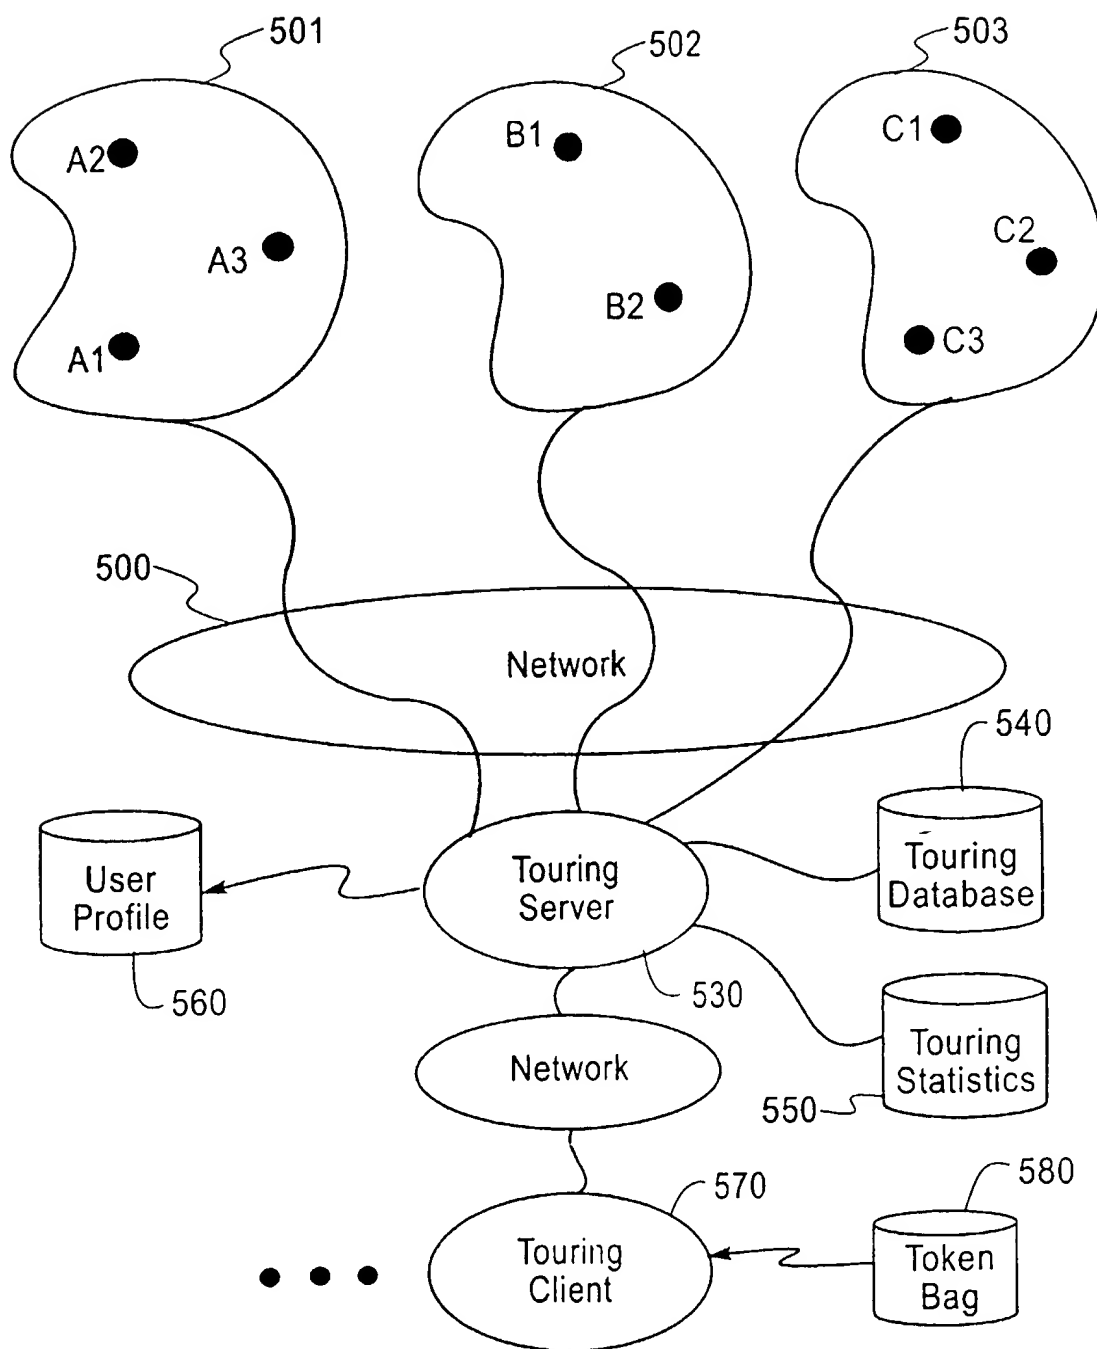 501
502
503
A2
B1
C1
A3
C2
B2
A1
C3
500
Network
540
User
Profile
Touring
Server
Touring
Database
560
530
Touring
Statistics
Network
550
570
580
Touring
Client
Token
Bag